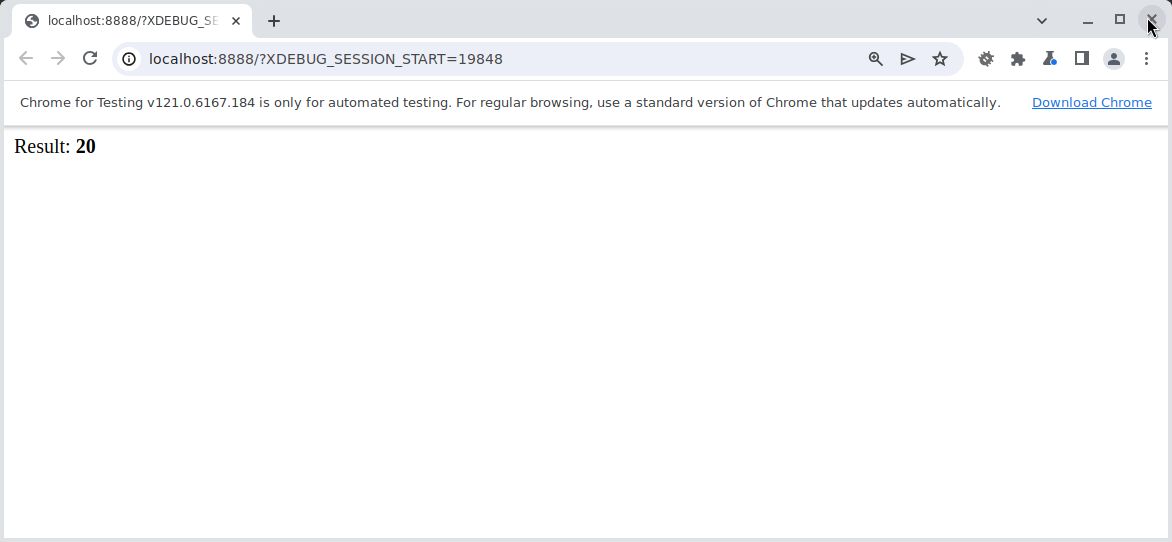 localhost:8888/?XDEBUG_SE
localhost:8888/?XDEBUG_SESSION_START=19848
Chrome for Testing v121.0.6167.184 is only for automated testing. For regular browsing, use a standard version of Chrome that updates automatically. Download Chrome
Result: 20